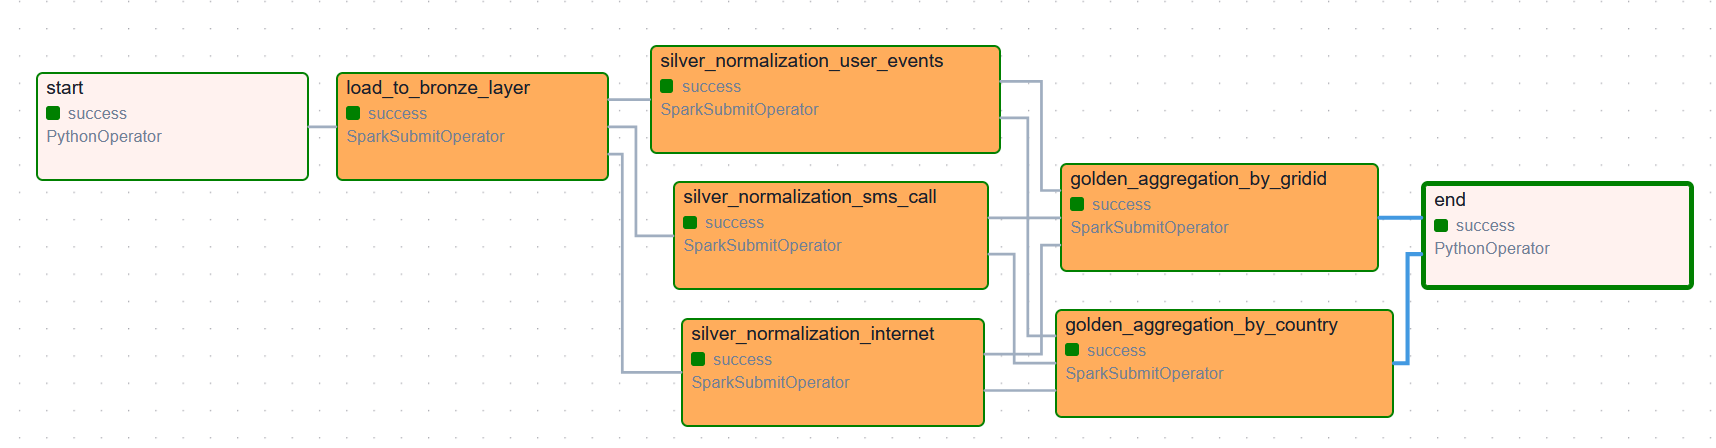 start
success
PythonOperator
load_to_bronze_layer
success
SparkSubmitOperator
silver_normalization_user_events
success
SparkSubmitOperator
silver_normalization_sms_call
success
SparkSubmitOperator
silver_normalization_internet
success
SparkSubmitOperator
golden_aggregation_by_gridid
success
SparkSubmitOperator
golden_aggregation_by_country
success
SparkSubmitOperator
end
success
PythonOperator